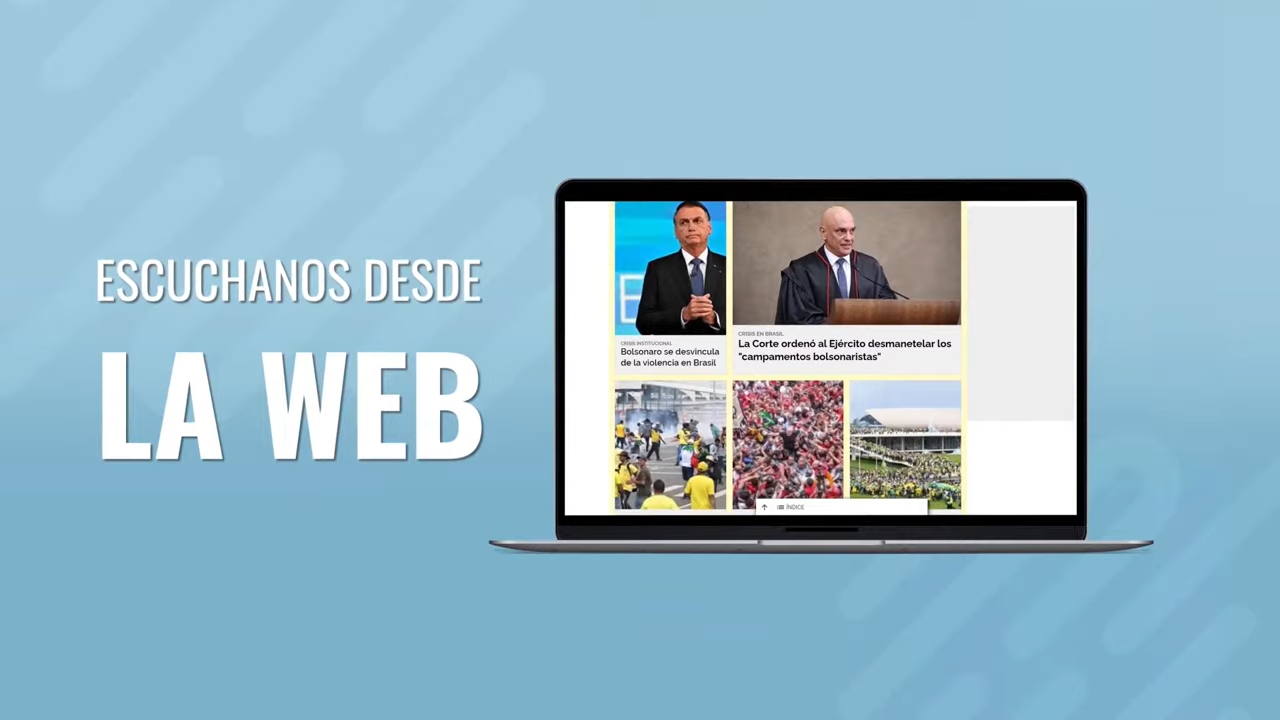 ESCUCHANOS DESDE
LA WEB
CRISIS INSTITUCIONAL
Bolsonaro se desvincula
de la violencia en Brasil
CRISIS EN BRASIL
La Corte ordenó al Ejército desmanetelar los
"campamentos bolsonaristas"
ÍNDICE